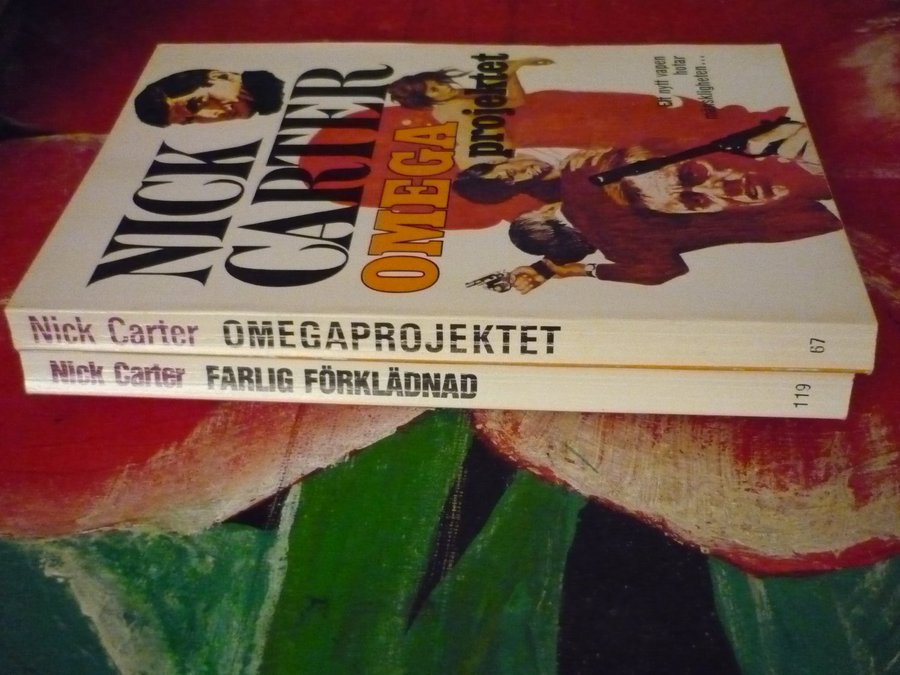 NICK
CARTER
OMEGA
projektet
Ett nytt vapen
hotar
mänskligheten...
Nick Carter OMEGAPROJEKTET 67
Nick Carter FARLIG FÖRKLÄDNAD 119